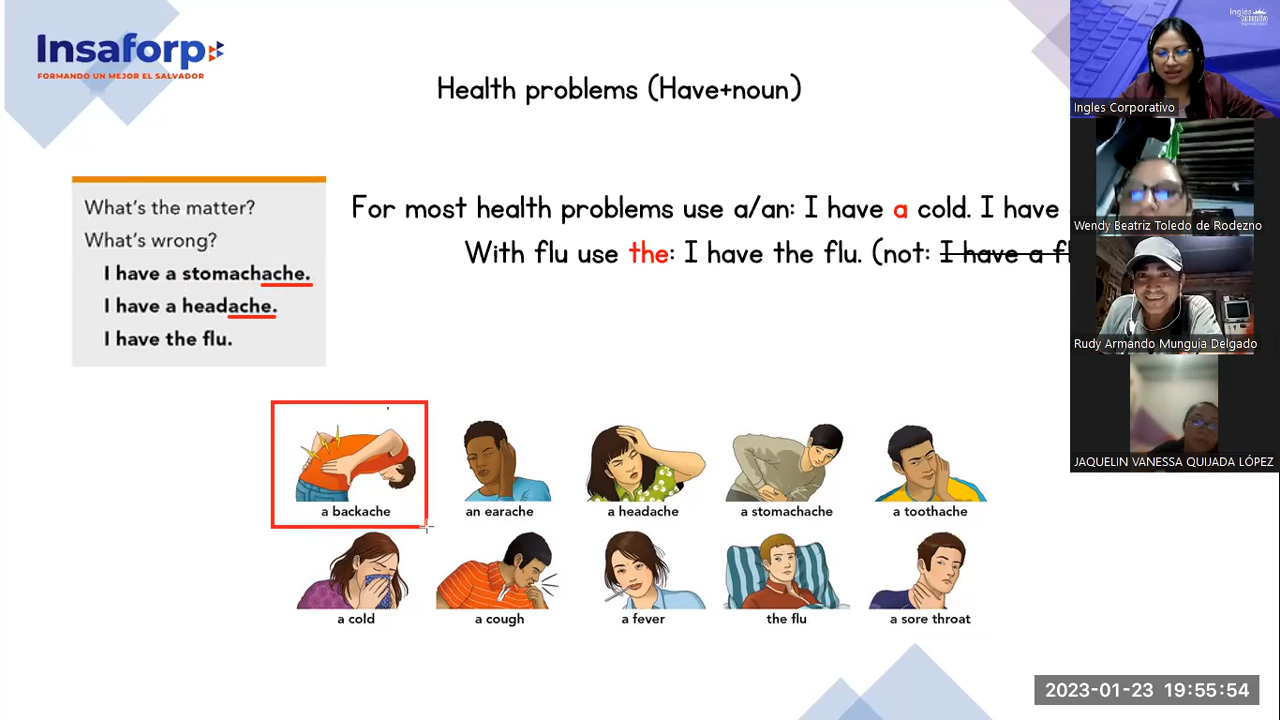 Insaforp
FORMANDO UN MEJOR EL SALVADOR
Health problems (Have+noun)
What's the matter?
What's wrong?
I have a stomachache.
I have a headache.
I have the flu.
For most health problems use a/an: I have a cold. I have
With flu use the: I have the flu. (not: I have a fl
a backache
an earache
a headache
a stomachache
a toothache
a cold
a cough
a fever
the flu
a sore throat
Ingles Corporativo
Wendy Beatriz Toledo de Rodezno
Rudy Armando Munguia Delgado
JAQUELIN VANESSA QUIJADA LÓPEZ
2023-01-23 19:55:54